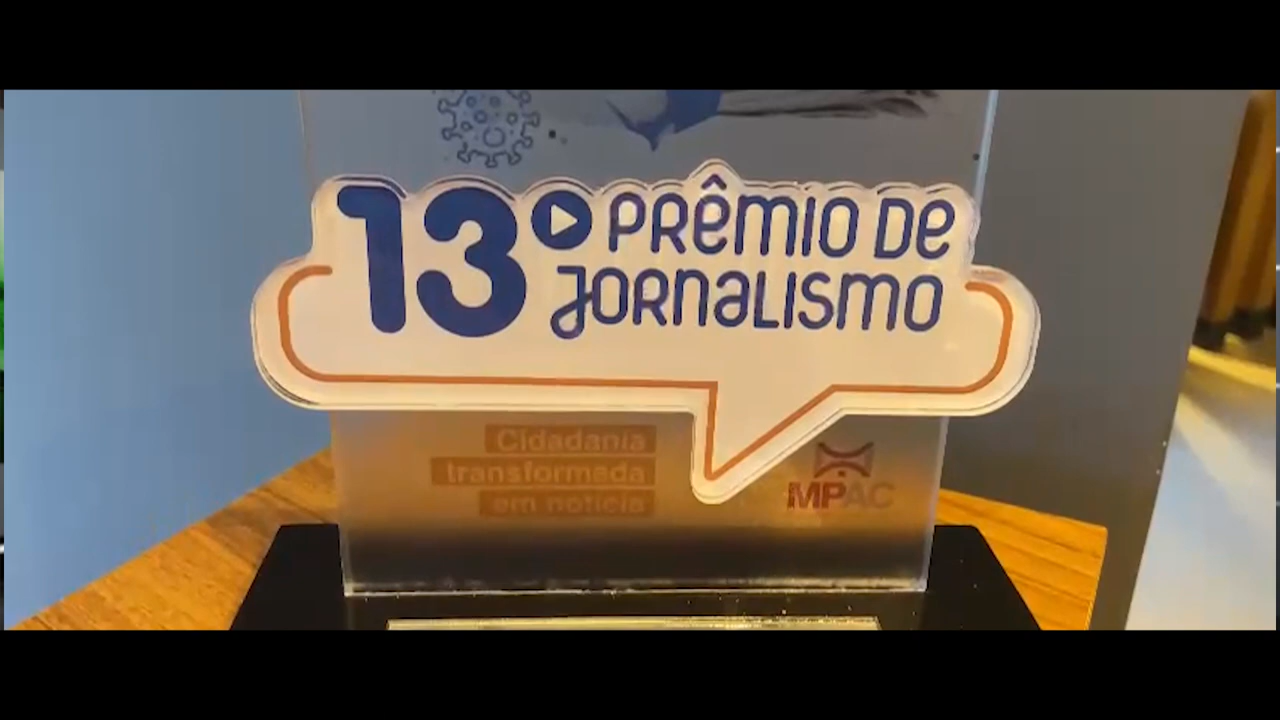 13º PRÊMIO DE
JORNALISMO
Cidadania
transformada
em notícia
MPAC